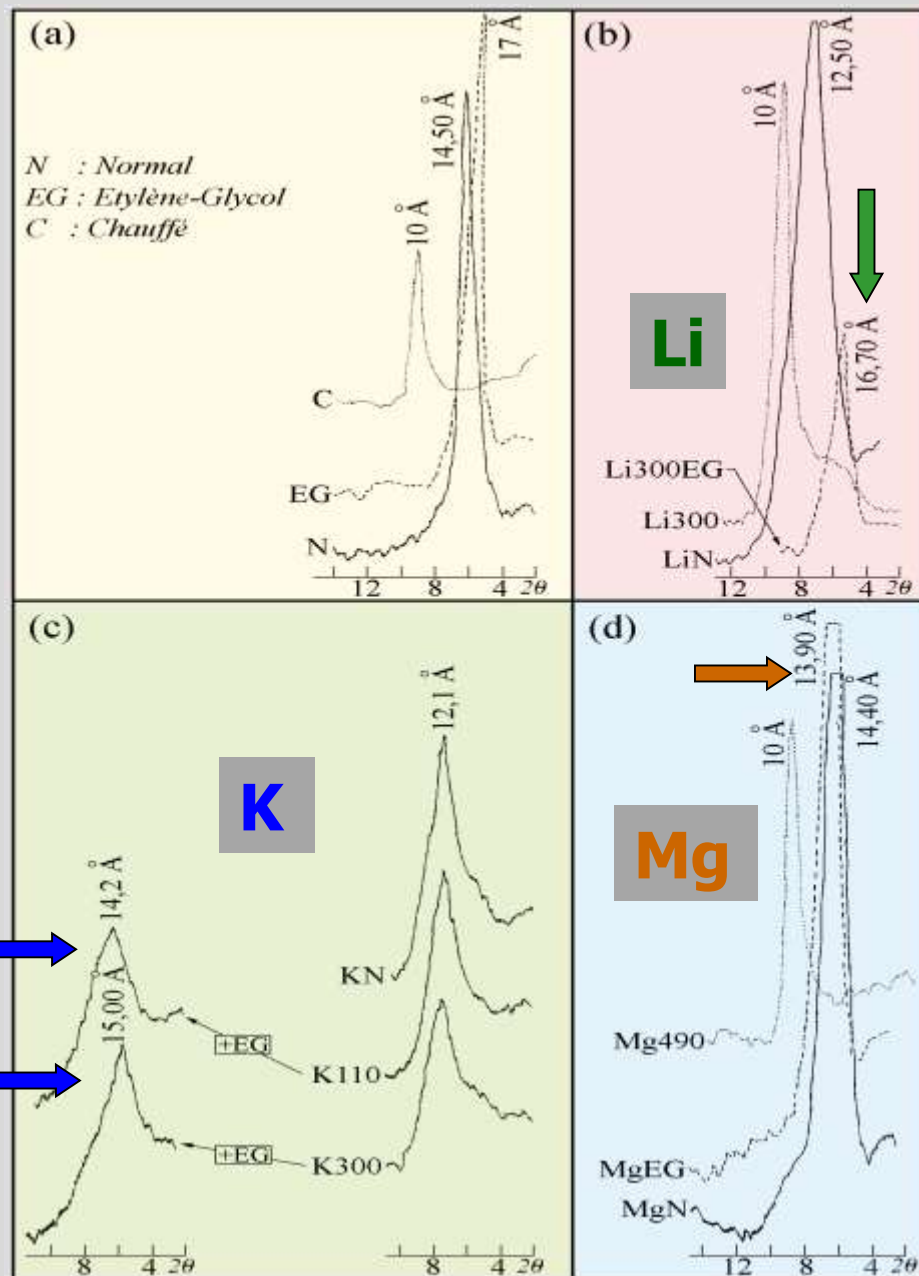 (a)
N : Normal
EG : Etylène-Glycol
C : Chauffé
10 Å
14,50 Å
17 Å
C
EG
N
12 8 4 2θ
(b)
10 Å
12,50 Å
16,70 Å
Li
Li300EG
Li300
LiN
12 8 4 2θ
(c)
K
12,1 Å
14,2 Å
15,00 Å
KN
+EG
K110
+EG
K300
8 4 2θ
8 4 2θ
(d)
10 Å
13,90 Å
14,40 Å
Mg
Mg490
MgEG
MgN
12 8 4 2θ